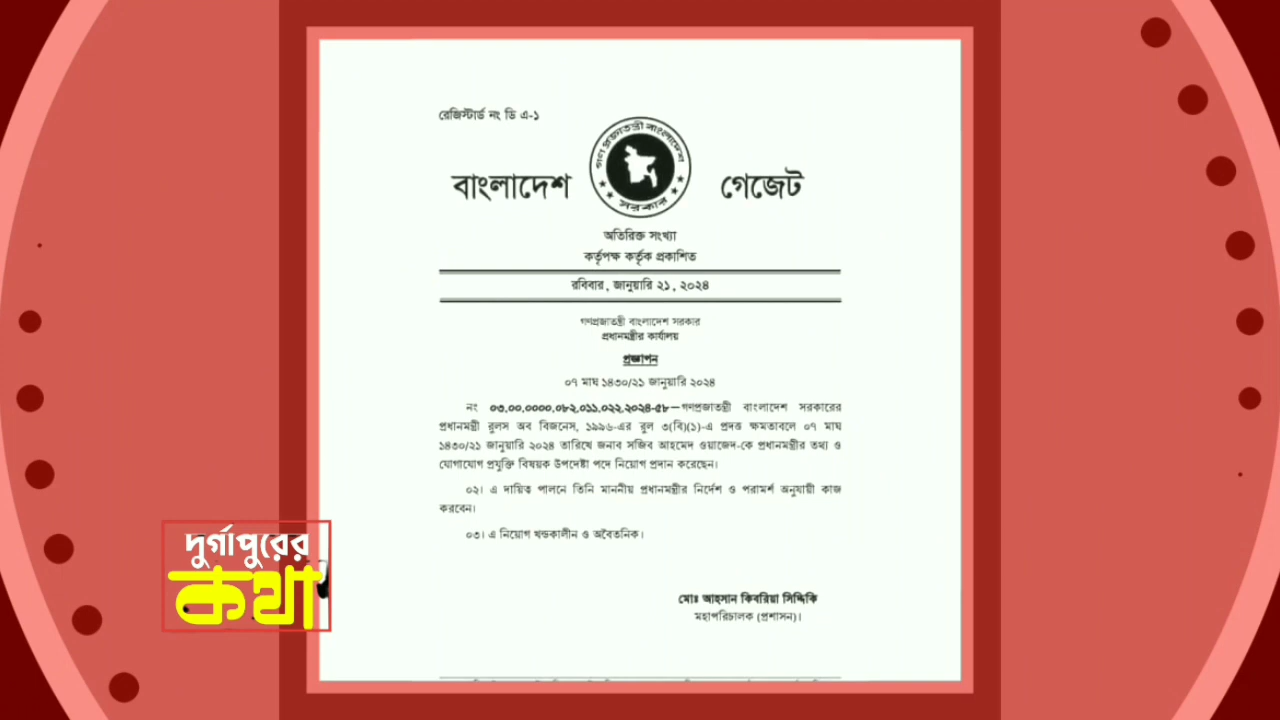 রেজিস্টার্ড নং ডি এ-১
গণ প্রজাতন্ত্রী বাংলাদেশ
সরকার
বাংলাদেশ গেজেট
অতিরিক্ত সংখ্যা
কর্তৃপক্ষ কর্তৃক প্রকাশিত
রবিবার, জানুয়ারি ২১, ২০২৪
গণপ্রজাতন্ত্রী বাংলাদেশ সরকার
প্রধানমন্ত্রীর কার্যালয়
প্রজ্ঞাপন
০৭ মাঘ ১৪৩০/২১ জানুয়ারি ২০২৪
নং ০৩.০০.০০০০.০৮২.০১১.০২২.২০২৪-৫৮—গণপ্রজাতন্ত্রী বাংলাদেশ সরকারের
প্রধানমন্ত্রী রুলস অব বিজনেস, ১৯৯৬-এর রুল ৩(বি)(১)-এ প্রদত্ত ক্ষমতাবলে ০৭ মাঘ
১৪৩০/২১ জানুয়ারি ২০২৪ তারিখে জনাব সজিব আহমেদ ওয়াজেদ-কে প্রধানমন্ত্রীর তথ্য ও
যোগাযোগ প্রযুক্তি বিষয়ক উপদেষ্টা পদে নিয়োগ প্রদান করেছেন।
০২। এ দায়িত্ব পালনে তিনি মাননীয় প্রধানমন্ত্রীর নির্দেশ ও পরামর্শ অনুযায়ী কাজ
করবেন।
০৩। এ নিয়োগ খন্ডকালীন ও অবৈতনিক।
মোঃ আহসান কিবরিয়া সিদ্দিকি
মহাপরিচালক (প্রশাসন)।
দুর্গাপুরের
কথা